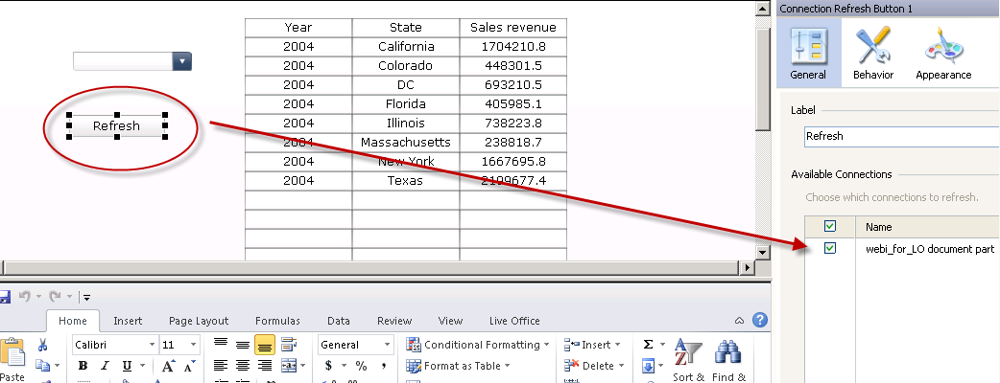 Year State Sales revenue
2004 California 1704210.8
2004 Colorado 448301.5
2004 DC 693210.5
2004 Florida 405985.1
2004 Illinois 738223.8
2004 Massachusetts 238818.7
2004 New York 1667695.8
2004 Texas 2199677.4
Refresh
Connection Refresh Button 1
General Behavior Appearance
Label
Refresh
Available Connections
Choose which connections to refresh.
Name
webi_for_LO document part
Home Insert Page Layout Formulas Data Review View Live Office
Calibri 11 General Conditional Formatting Insert Σ
B I U A A $ % , Format as Table Delete
Paste Sort & Find &